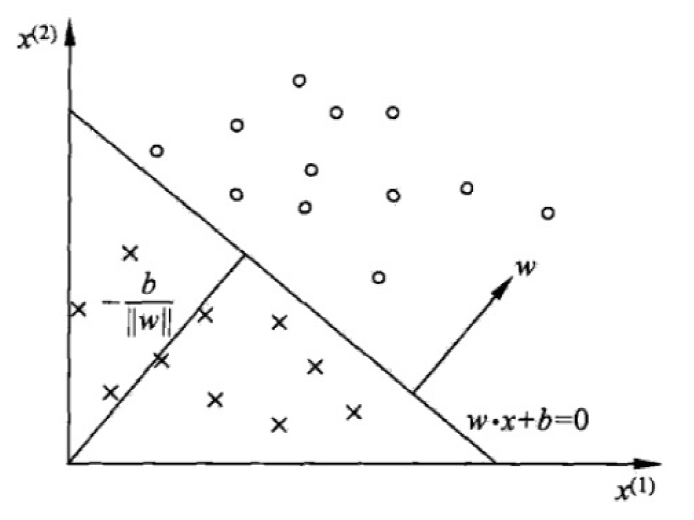 x(2)
w
-b/||w||
w·x+b=0
x(1)